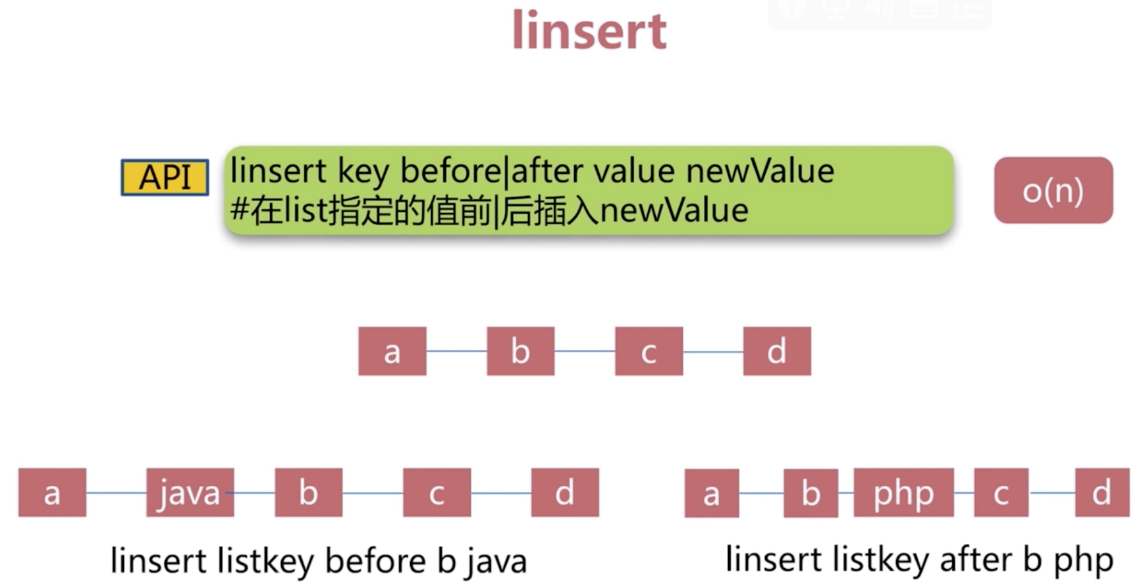 linsert
API
linsert key before|after value newValue
#在list指定的值前|后插入newValue
o(n)
a b c d
a java b c d
a b php c d
linsert listkey before b java
linsert listkey after b php